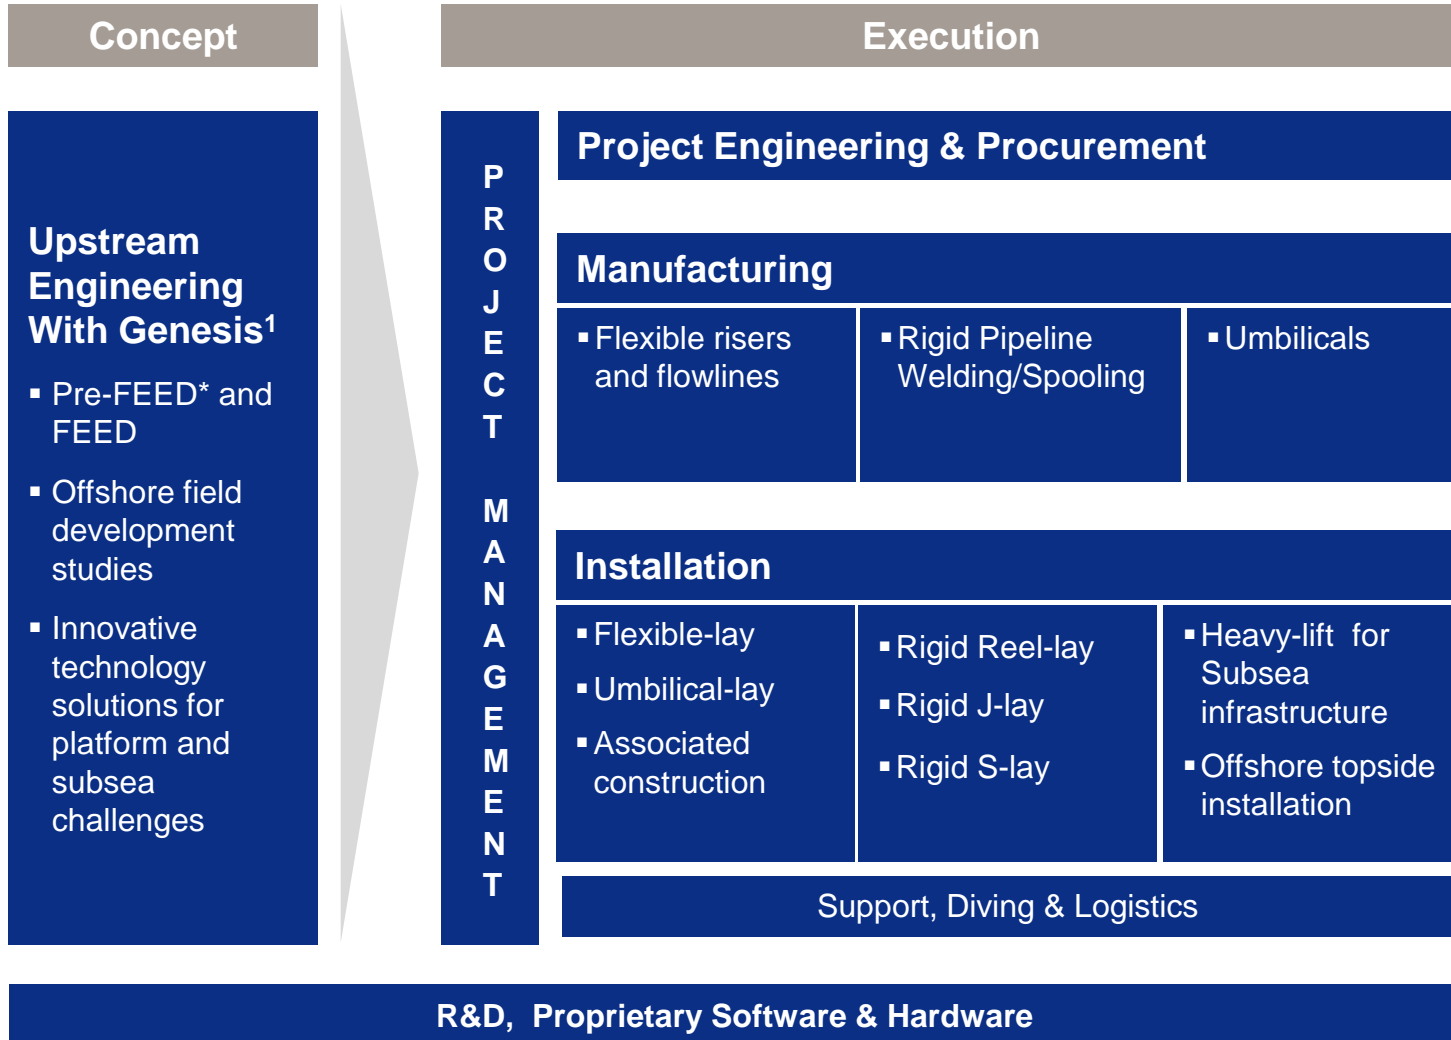 Concept
Execution
Upstream
Engineering
With Genesis¹
▪ Pre-FEED* and
FEED
▪ Offshore field
development
studies
▪ Innovative
technology
solutions for
platform and
subsea
challenges
PROJECT MANAGEMENT
Project Engineering & Procurement
Manufacturing
▪ Flexible risers
and flowlines
▪ Rigid Pipeline
Welding/Spooling
▪ Umbilicals
Installation
▪ Flexible-lay
▪ Umbilical-lay
▪ Associated
construction
▪ Rigid Reel-lay
▪ Rigid J-lay
▪ Rigid S-lay
▪ Heavy-lift for
Subsea
infrastructure
▪ Offshore topside
installation
Support, Diving & Logistics
R&D, Proprietary Software & Hardware